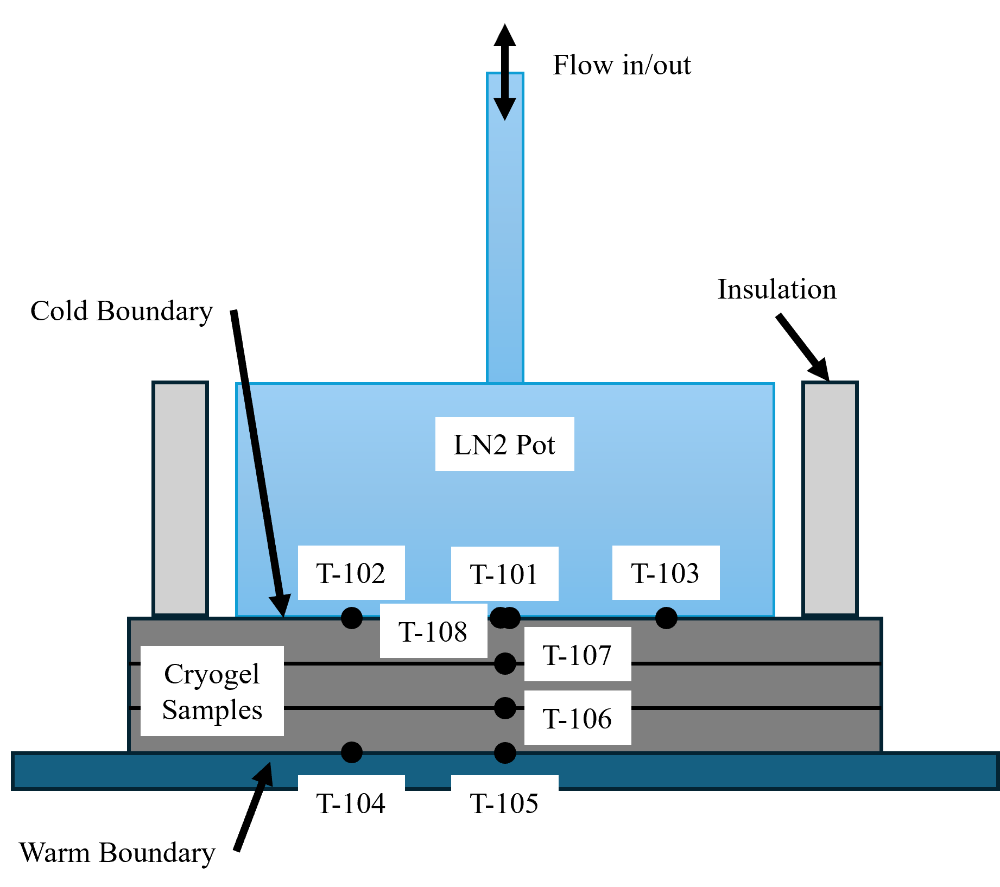 Flow in/out
Insulation
Cold Boundary
LN2 Pot
T-102
T-101
T-103
T-108
T-107
Cryogel
Samples
T-106
T-104
T-105
Warm Boundary